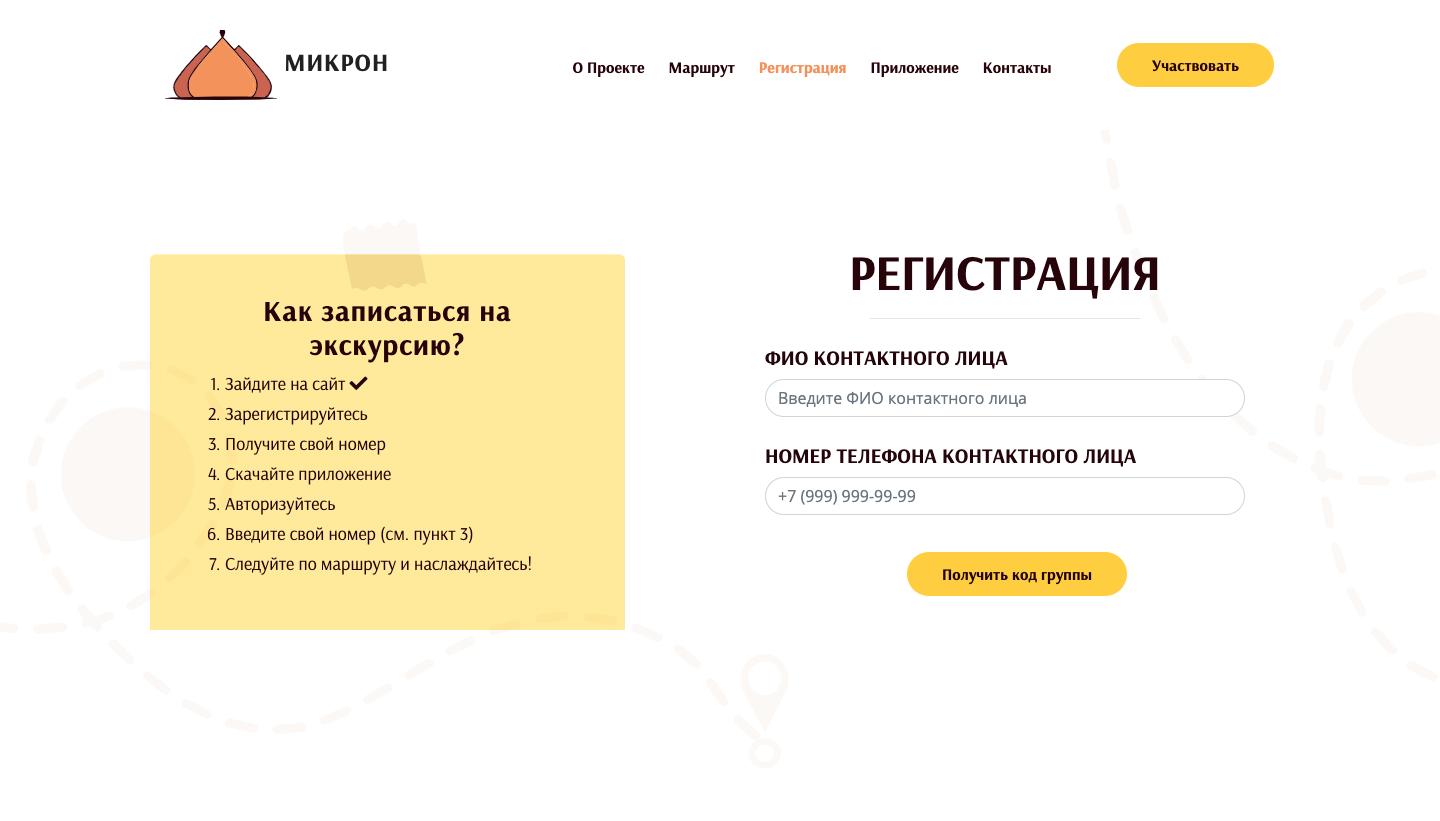 МИКРОН
О Проекте
Маршрут
Регистрация
Приложение
Контакты
Участвовать
Как записаться на
экскурсию?
1. Зайдите на сайт
2. Зарегистрируйтесь
3. Получите свой номер
4. Скачайте приложение
5. Авторизуйтесь
6. Введите свой номер (см. пункт 3)
7. Следуйте по маршруту и наслаждайтесь!
РЕГИСТРАЦИЯ
ФИО КОНТАКТНОГО ЛИЦА
Введите ФИО контактного лица
НОМЕР ТЕЛЕФОНА КОНТАКТНОГО ЛИЦА
+7 (999) 999-99-99
Получить код группы